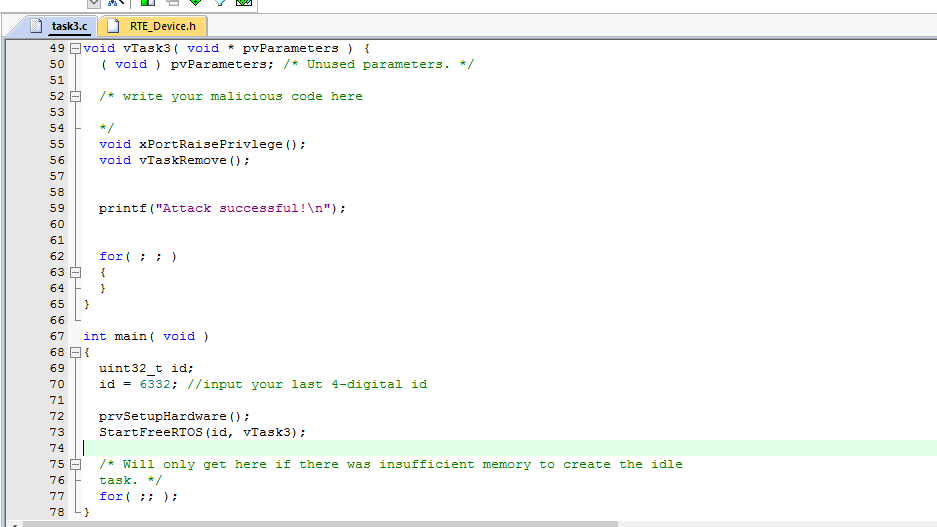 task3.c RTE_Device.h
49 void vTask3( void * pvParameters ) {
50 ( void ) pvParameters; /* Unused parameters. */
51
52 /* write your malicious code here
53
54 */
55 void xPortRaisePrivlege();
56 void vTaskRemove();
57
58
59 printf("Attack successful!\n");
60
61
62 for( ; ; )
63 {
64 }
65 }
66
67 int main( void )
68 {
69 uint32_t id;
70 id = 6332; //input your last 4-digital id
71
72 prvSetupHardware();
73 StartFreeRTOS(id, vTask3);
74
75 /* Will only get here if there was insufficient memory to create the idle
76 task. */
77 for( ;; );
78 }